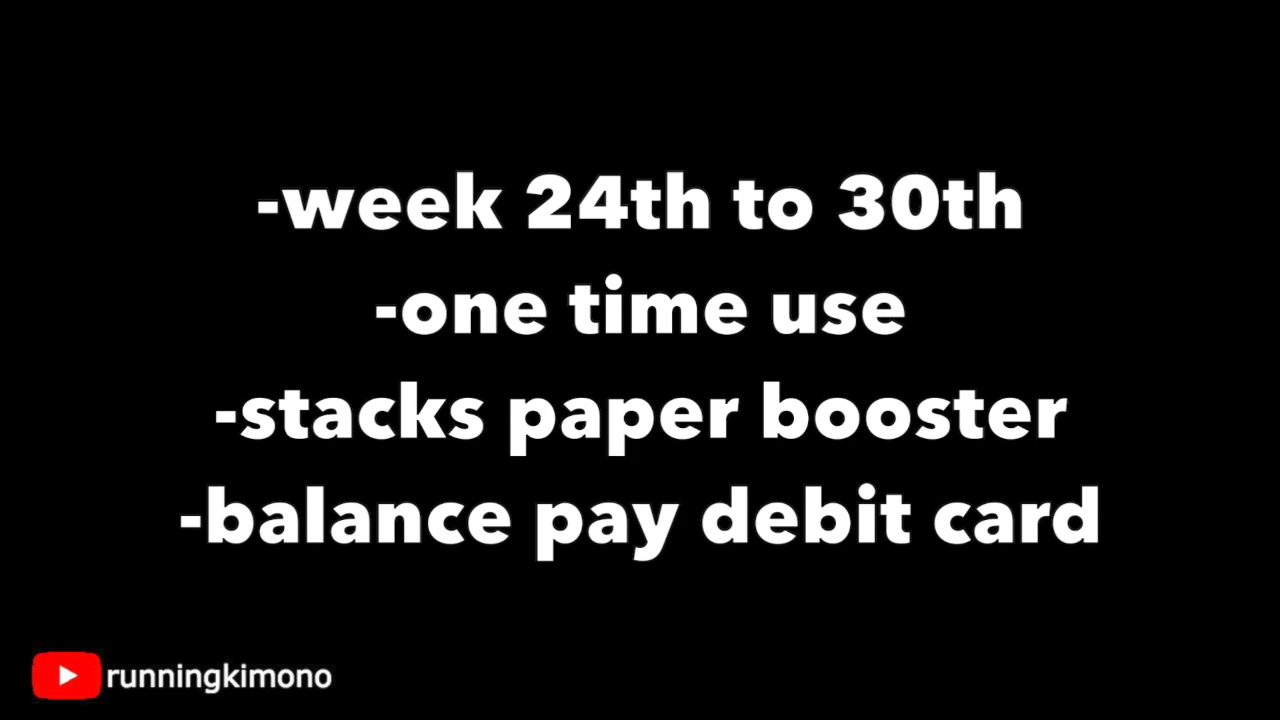 -week 24th to 30th
-one time use
-stacks paper booster
-balance pay debit card
runningkimono